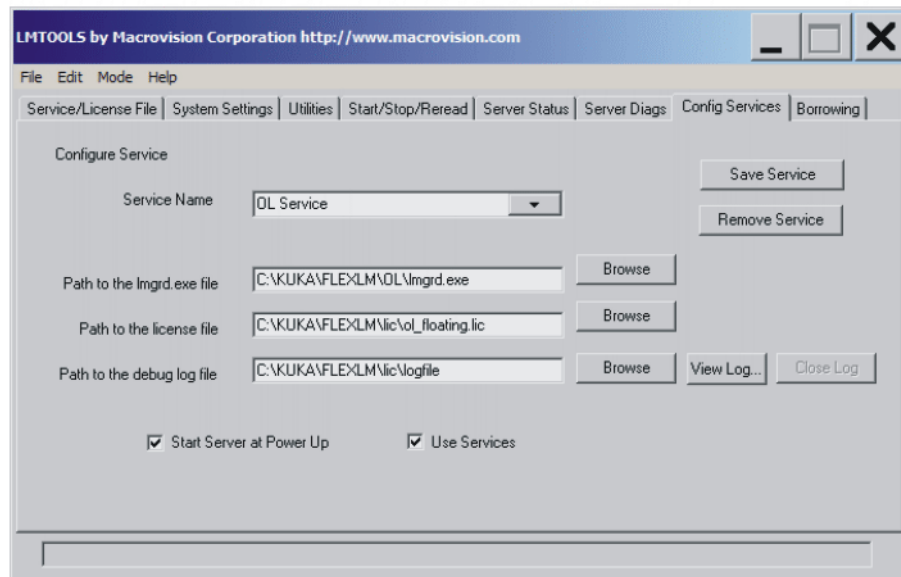 LMTOOLS by Macrovision Corporation http://www.macrovision.com
File Edit Mode Help
Service/License File System Settings Utilities Start/Stop/Reread Server Status Server Diags Config Services Borrowing
Configure Service
Save Service
Service Name OL Service
Remove Service
Path to the lmgrd.exe file C:\KUKA\FLEXLM\OL\lmgrd.exe Browse
Path to the license file C:\KUKA\FLEXLM\lic\ol_floating.lic Browse
Path to the debug log file C:\KUKA\FLEXLM\lic\logfile Browse View Log... Close Log
Start Server at Power Up Use Services